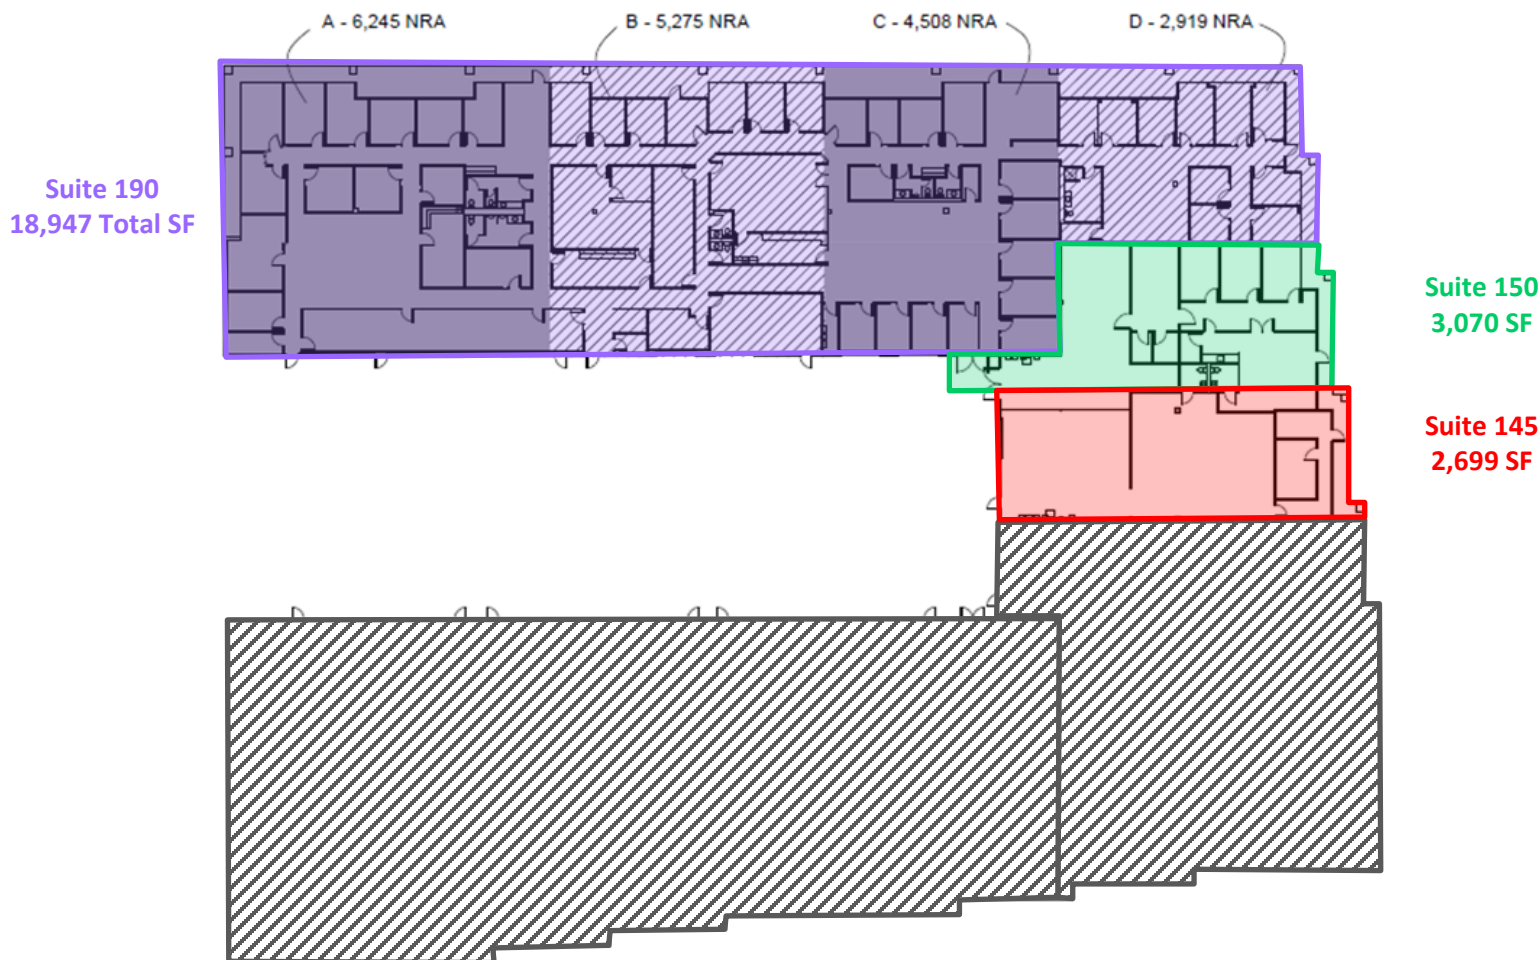 A - 6,245 NRA
B - 5,275 NRA
C - 4,508 NRA
D - 2,919 NRA
Suite 190
18,947 Total SF
Suite 150
3,070 SF
Suite 145
2,699 SF